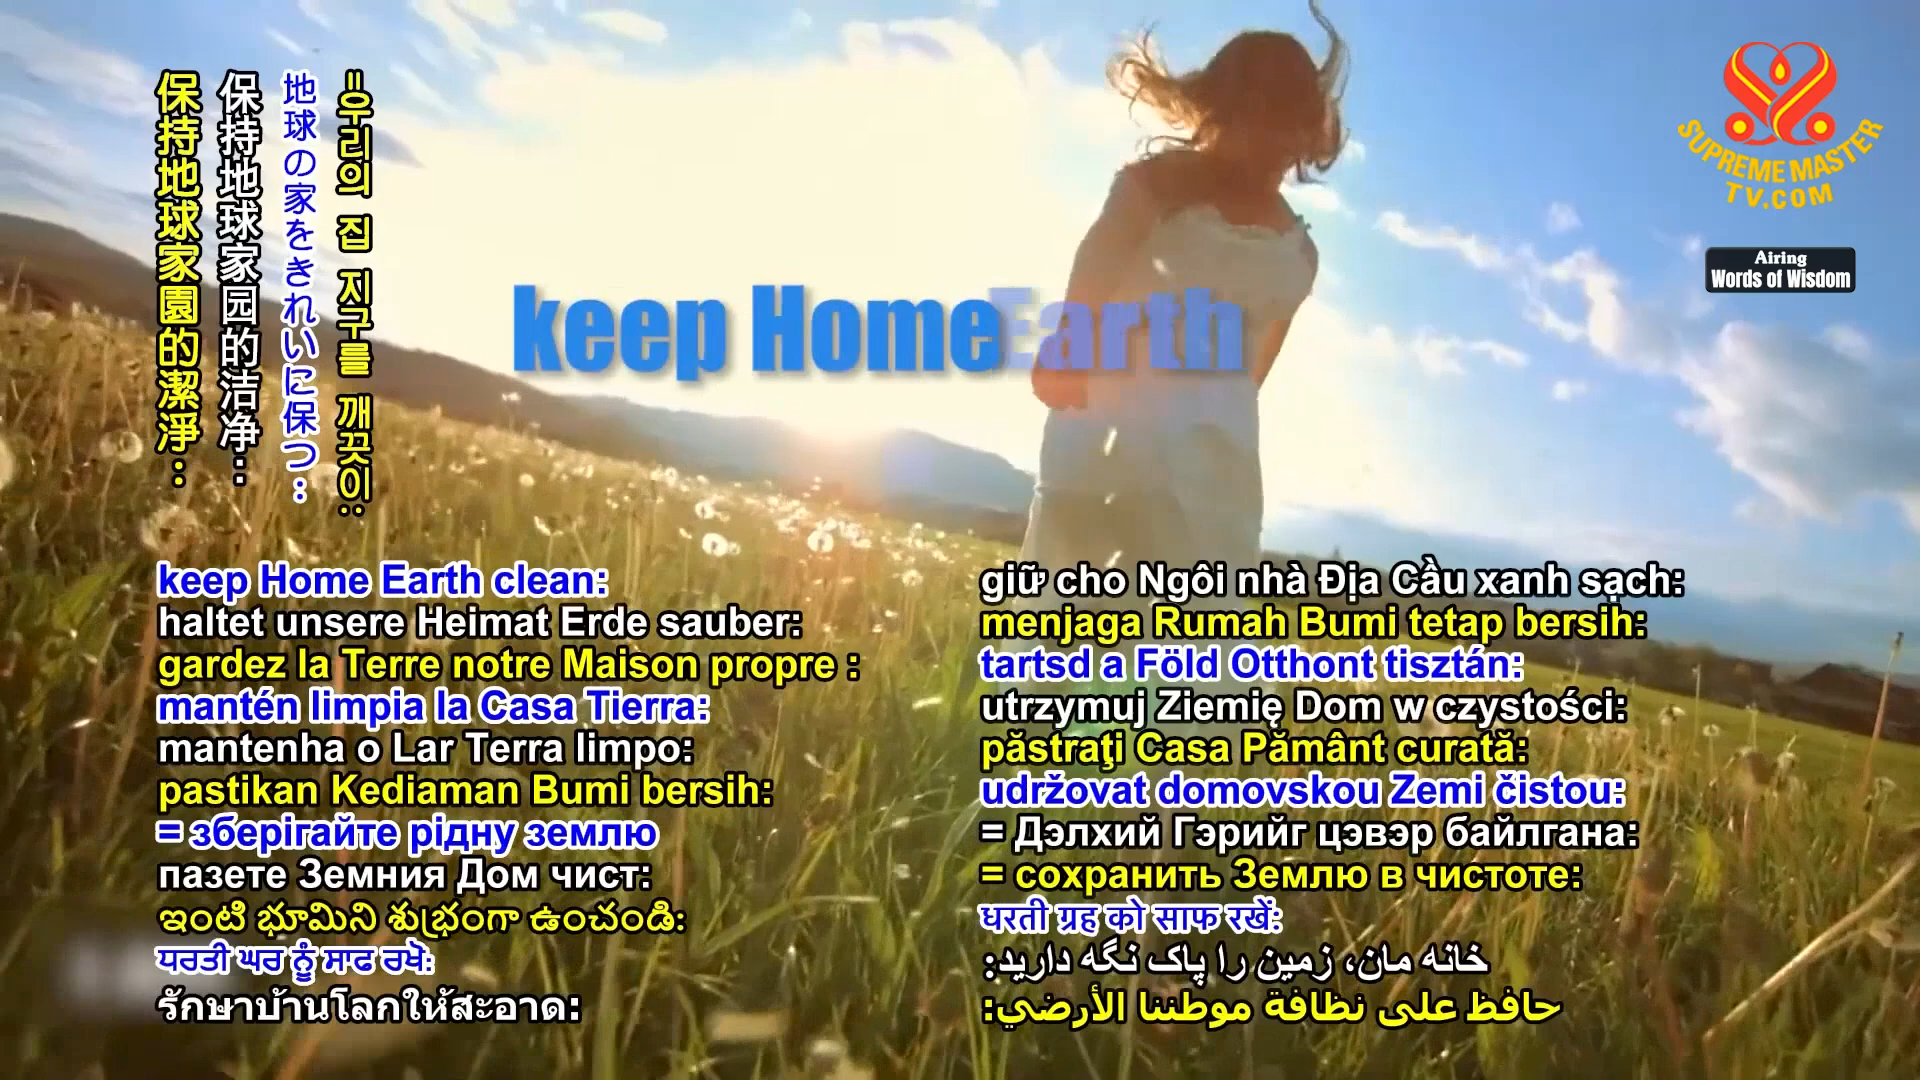 保持地球家園的潔淨：
保持地球家园的洁净：
地球の家をきれいに保つ：
=우리의 집 지구를 깨끗이:
SUPREME MASTER
TV.COM
Airing
Words of Wisdom
keep Home Earth
keep Home Earth clean:
haltet unsere Heimat Erde sauber:
gardez la Terre notre Maison propre :
mantén limpia la Casa Tierra:
mantenha o Lar Terra limpo:
pastikan Kediaman Bumi bersih:
= зберігайте рідну землю
пазете Земния Дом чист:
ఇంటి భూమిని శుభ్రంగా ఉంచండి:
ਧਰਤੀ ਘਰ ਨੂੰ ਸਾਫ ਰਖੋ:
รักษาบ้านโลกให้สะอาด:
giữ cho Ngôi nhà Địa Cầu xanh sạch:
menjaga Rumah Bumi tetap bersih:
tartsd a Föld Otthont tisztán:
utrzymuj Ziemię Dom w czystości:
păstraţi Casa Pământ curată:
udržovat domovskou Zemi čistou:
= Дэлхий Гэрийг цэвэр байлгана:
= сохранить Землю в чистоте:
धरती ग्रह को साफ रखें:
خانه مان، زمین را پاک نگه دارید:
حافظ على نظافة موطننا الأرضي: